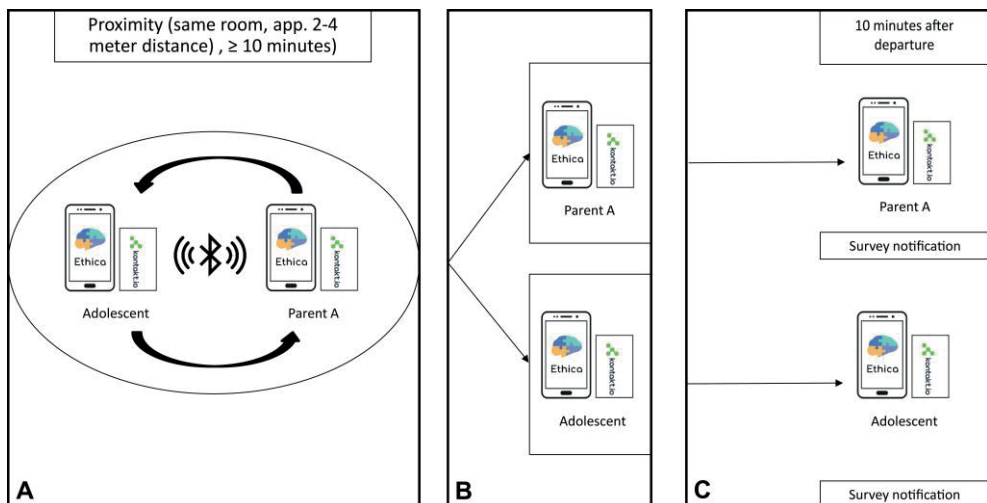 Proximity (same room, app. 2-4
meter distance) , ≥ 10 minutes)
Ethica
kontakt.io
Ethica
kontakt.io
Adolescent
Parent A
A
Ethica
kontakt.io
Parent A
Ethica
kontakt.io
Adolescent
B
10 minutes after
departure
Ethica
kontakt.io
Parent A
Survey notification
Ethica
kontakt.io
Adolescent
Survey notification
C